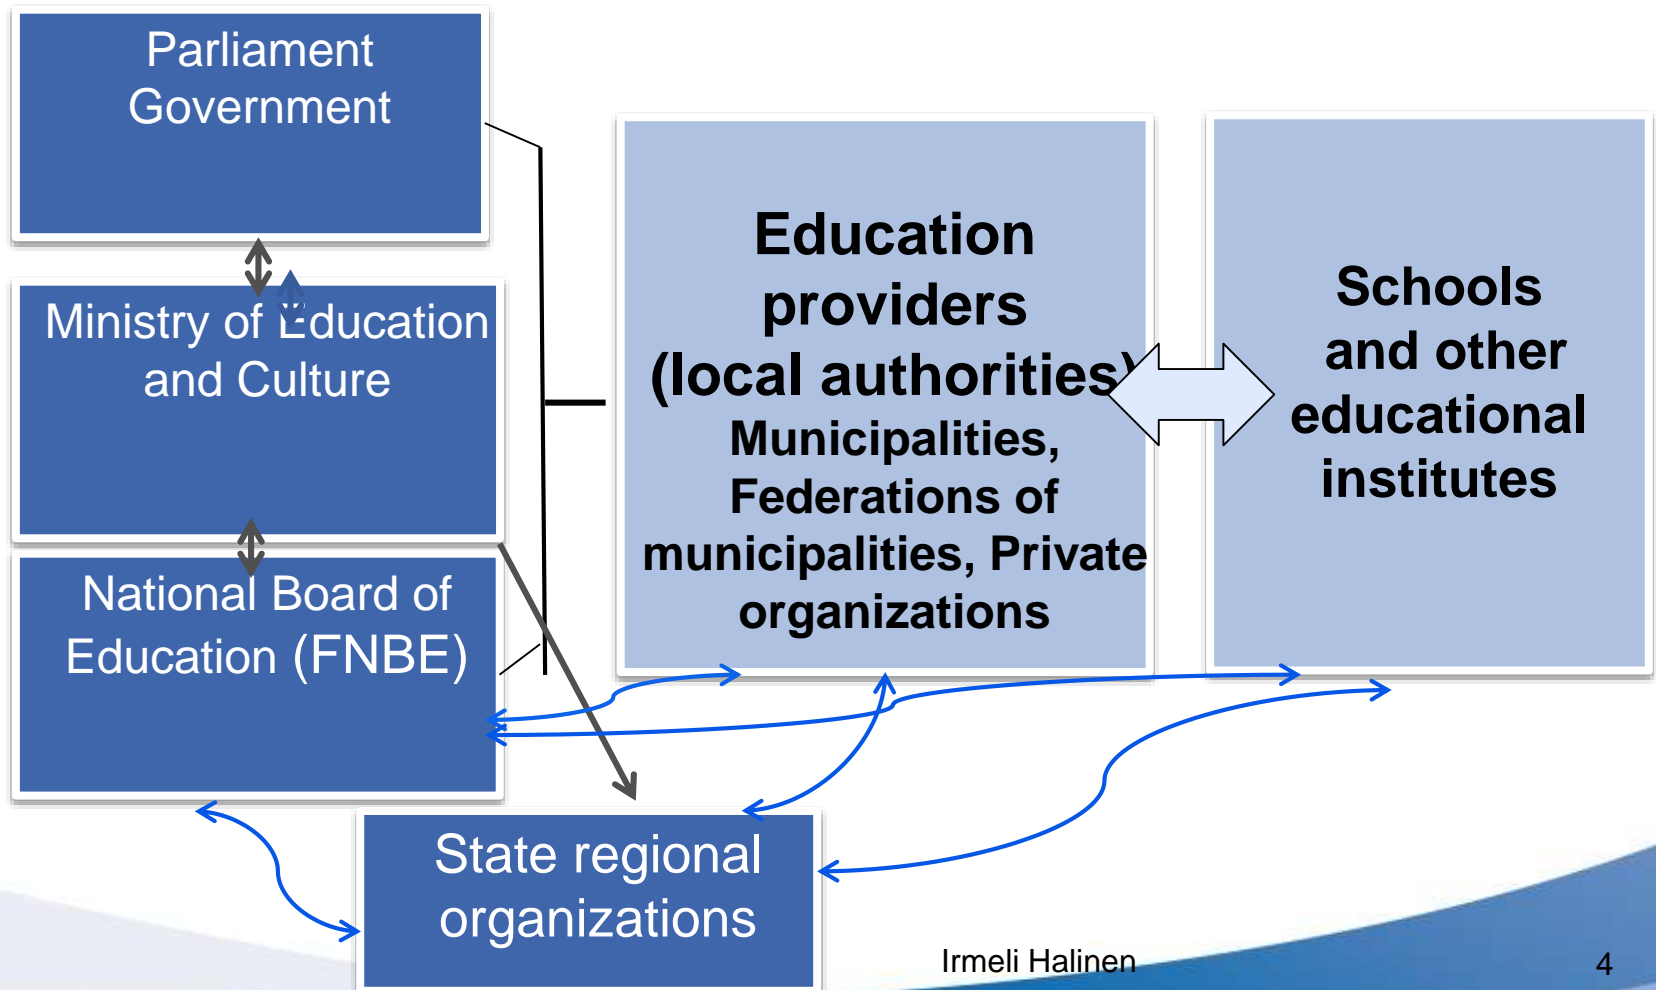 Parliament
Government
Ministry of Education
and Culture
National Board of
Education (FNBE)
State regional
organizations
Education
providers
(local authorities)
Municipalities,
Federations of
municipalities, Private
organizations
Schools
and other
educational
institutes
Irmeli Halinen
4